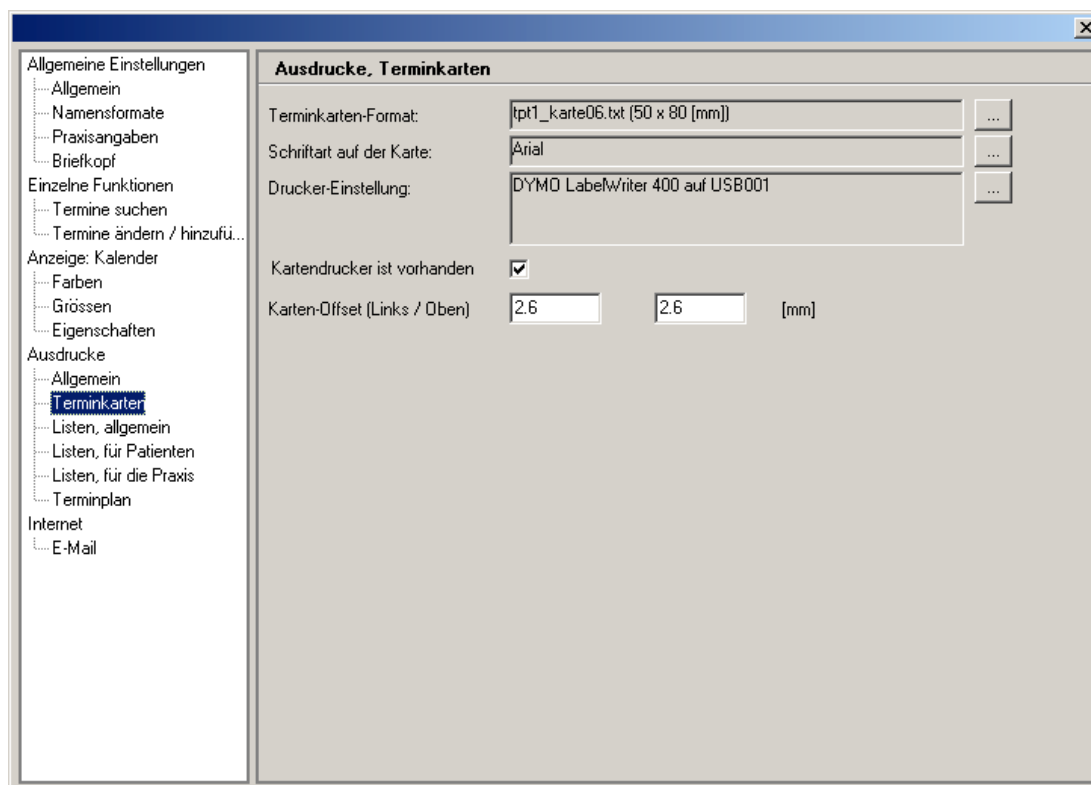 Allgemeine Einstellungen
Allgemein
Namensformate
Praxisangaben
Briefkopf
Einzelne Funktionen
Termine suchen
Termine ändern / hinzufü...
Anzeige: Kalender
Farben
Grössen
Eigenschaften
Ausdrucke
Allgemein
Terminkarten
Listen, allgemein
Listen, für Patienten
Listen, für die Praxis
Terminplan
Internet
E-Mail
Ausdrucke, Terminkarten
Terminkarten-Format: tpt1_karte06.txt (50 x 80 [mm]) ...
Schriftart auf der Karte: Arial ...
Drucker-Einstellung: DYMO LabelWriter 400 auf USB001 ...
Kartendrucker ist vorhanden
Karten-Offset (Links / Oben) 2.6 2.6 [mm]